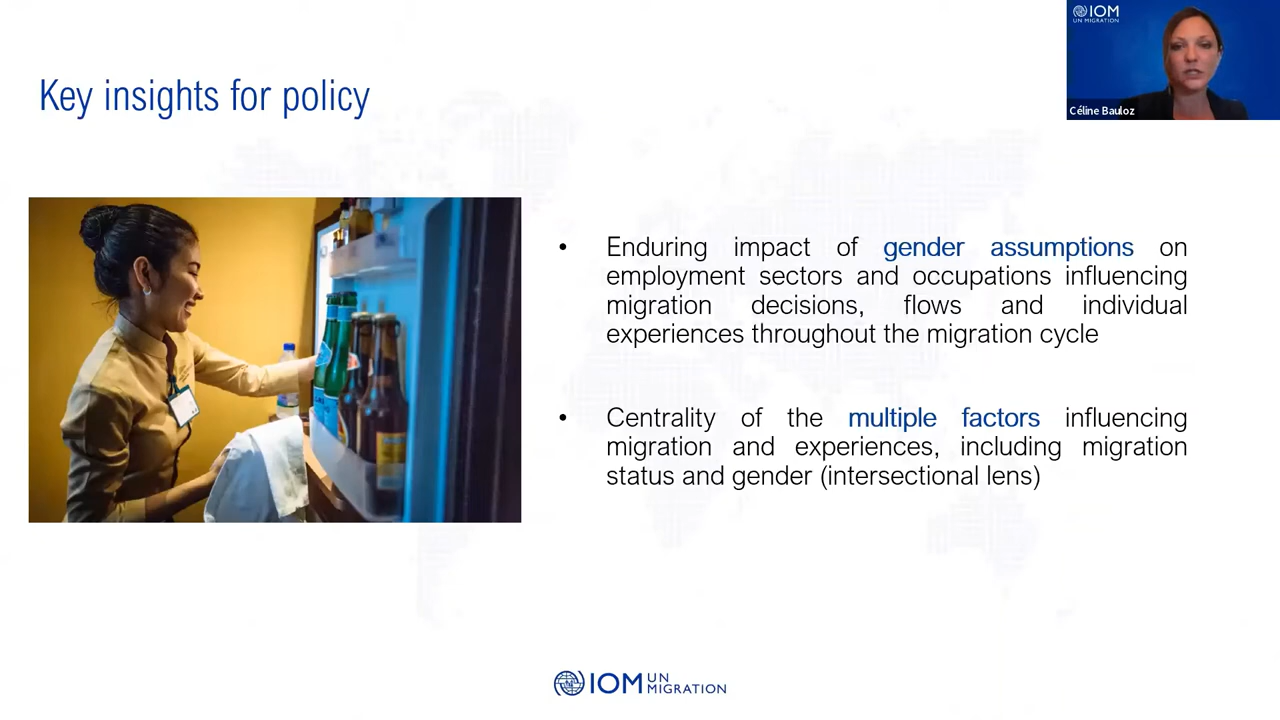 IOM
UN MIGRATION
Céline Bauloz
Key insights for policy
• Enduring impact of gender assumptions on
employment sectors and occupations influencing
migration decisions, flows and individual
experiences throughout the migration cycle
• Centrality of the multiple factors influencing
migration and experiences, including migration
status and gender (intersectional lens)
IOM UN
MIGRATION